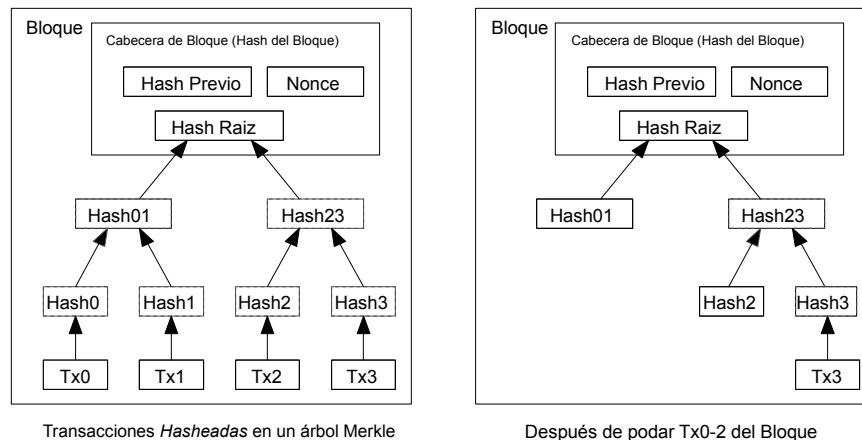 Bloque
Cabecera de Bloque (Hash del Bloque)
Hash Previo
Nonce
Hash Raiz
Hash01
Hash23
Hash0
Hash1
Hash2
Hash3
Tx0
Tx1
Tx2
Tx3
Transacciones Hasheadas en un árbol Merkle
Bloque
Cabecera de Bloque (Hash del Bloque)
Hash Previo
Nonce
Hash Raiz
Hash01
Hash23
Hash2
Hash3
Tx3
Después de podar Tx0-2 del Bloque